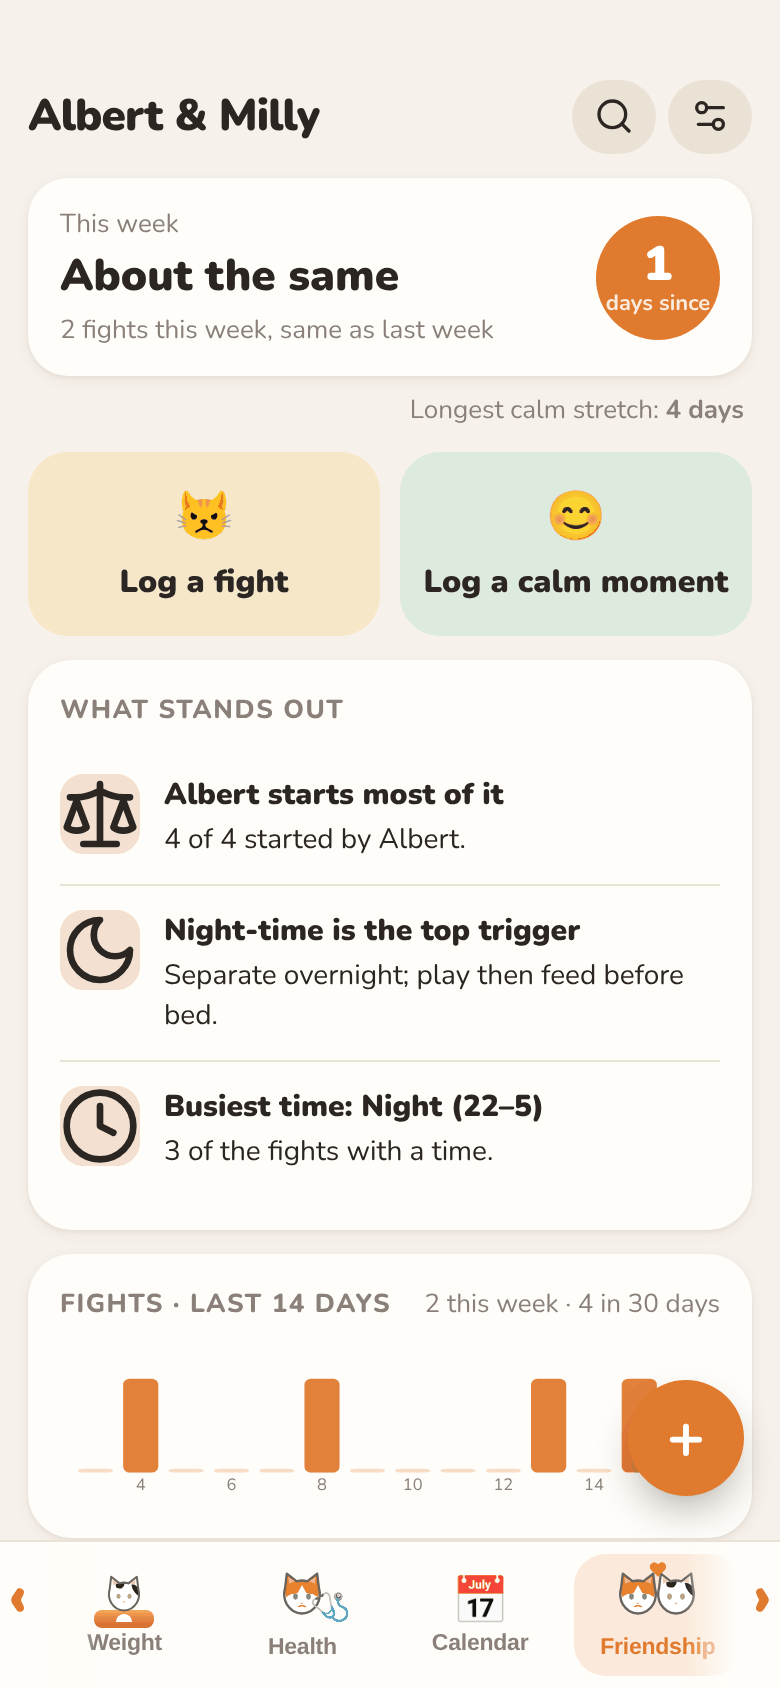 Albert & Milly
This week
About the same
2 fights this week, same as last week
1
days since
Longest calm stretch: 4 days
Log a fight
Log a calm moment
WHAT STANDS OUT
Albert starts most of it
4 of 4 started by Albert.
Night-time is the top trigger
Separate overnight; play then feed before
bed.
Busiest time: Night (22–5)
3 of the fights with a time.
FIGHTS · LAST 14 DAYS
2 this week · 4 in 30 days
4 6 8 10 12 14
Weight
Health
July
17
Calendar
Friendship